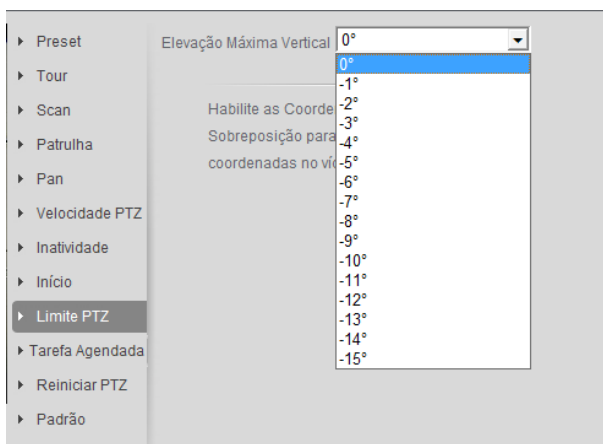 Preset
Tour
Scan
Patrulha
Pan
Velocidade PTZ
Inatividade
Início
Limite PTZ
Tarefa Agendada
Reiniciar PTZ
Padrão
Elevação Máxima Vertical 0°
0°
-1°
-2°
-3°
-4°
-5°
-6°
-7°
-8°
-9°
-10°
-11°
-12°
-13°
-14°
-15°
Habilite as Coorde
Sobreposição para
coordenadas no ví